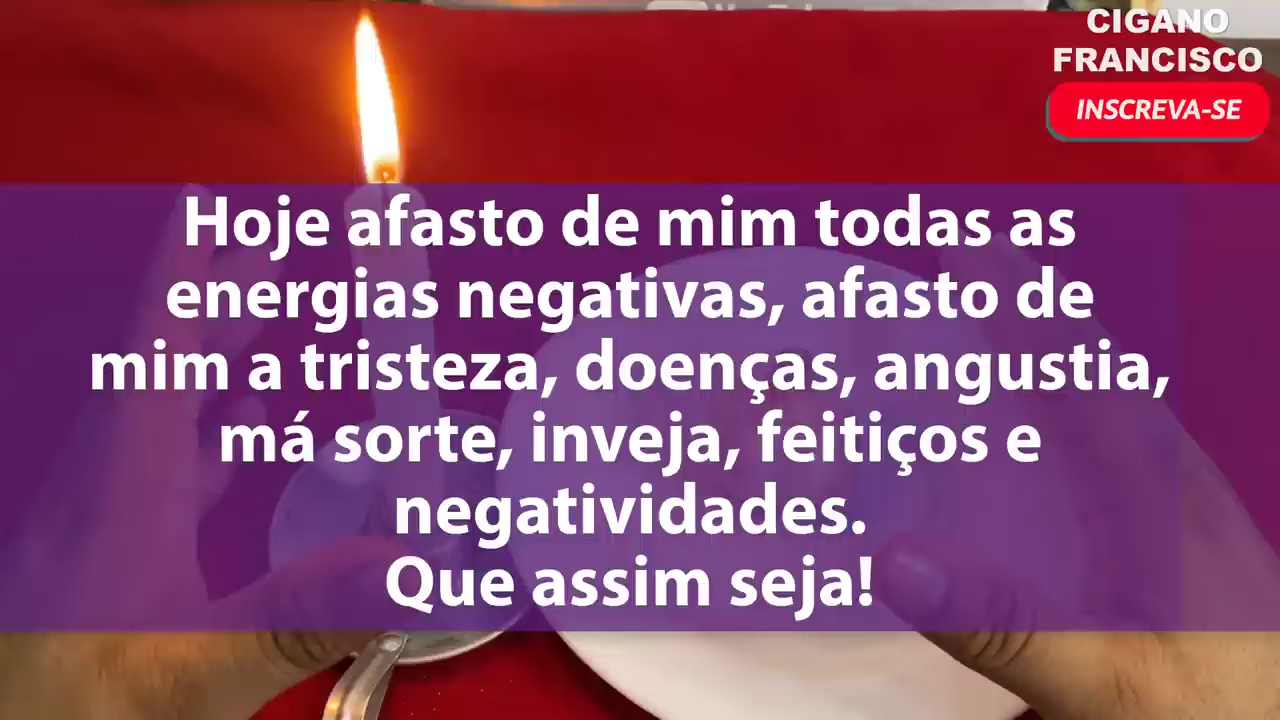 CIGANO
FRANCISCO
INSCREVA-SE
Hoje afasto de mim todas as
energias negativas, afasto de
mim a tristeza, doenças, angustia,
má sorte, inveja, feitiços e
negatividades.
Que assim seja!